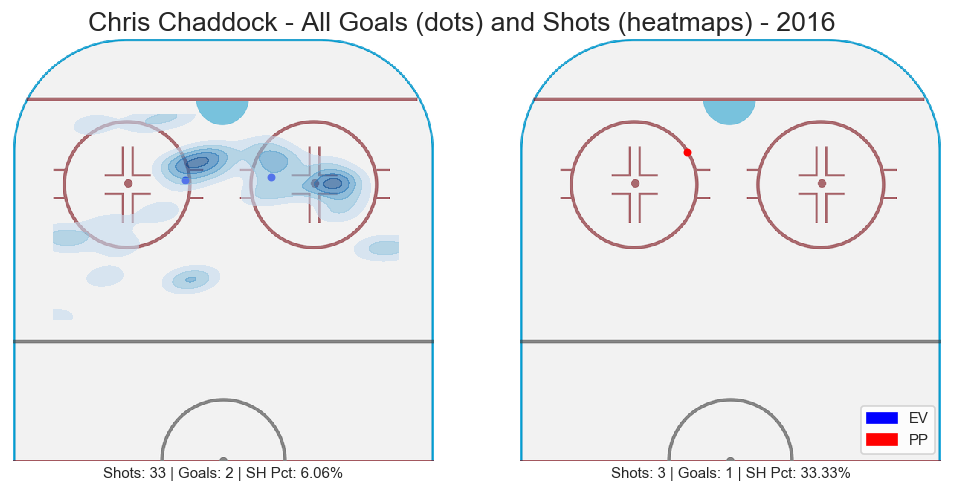 Chris Chaddock - All Goals (dots) and Shots (heatmaps) - 2016
EV
PP
Shots: 33 | Goals: 2 | SH Pct: 6.06%
Shots: 3 | Goals: 1 | SH Pct: 33.33%